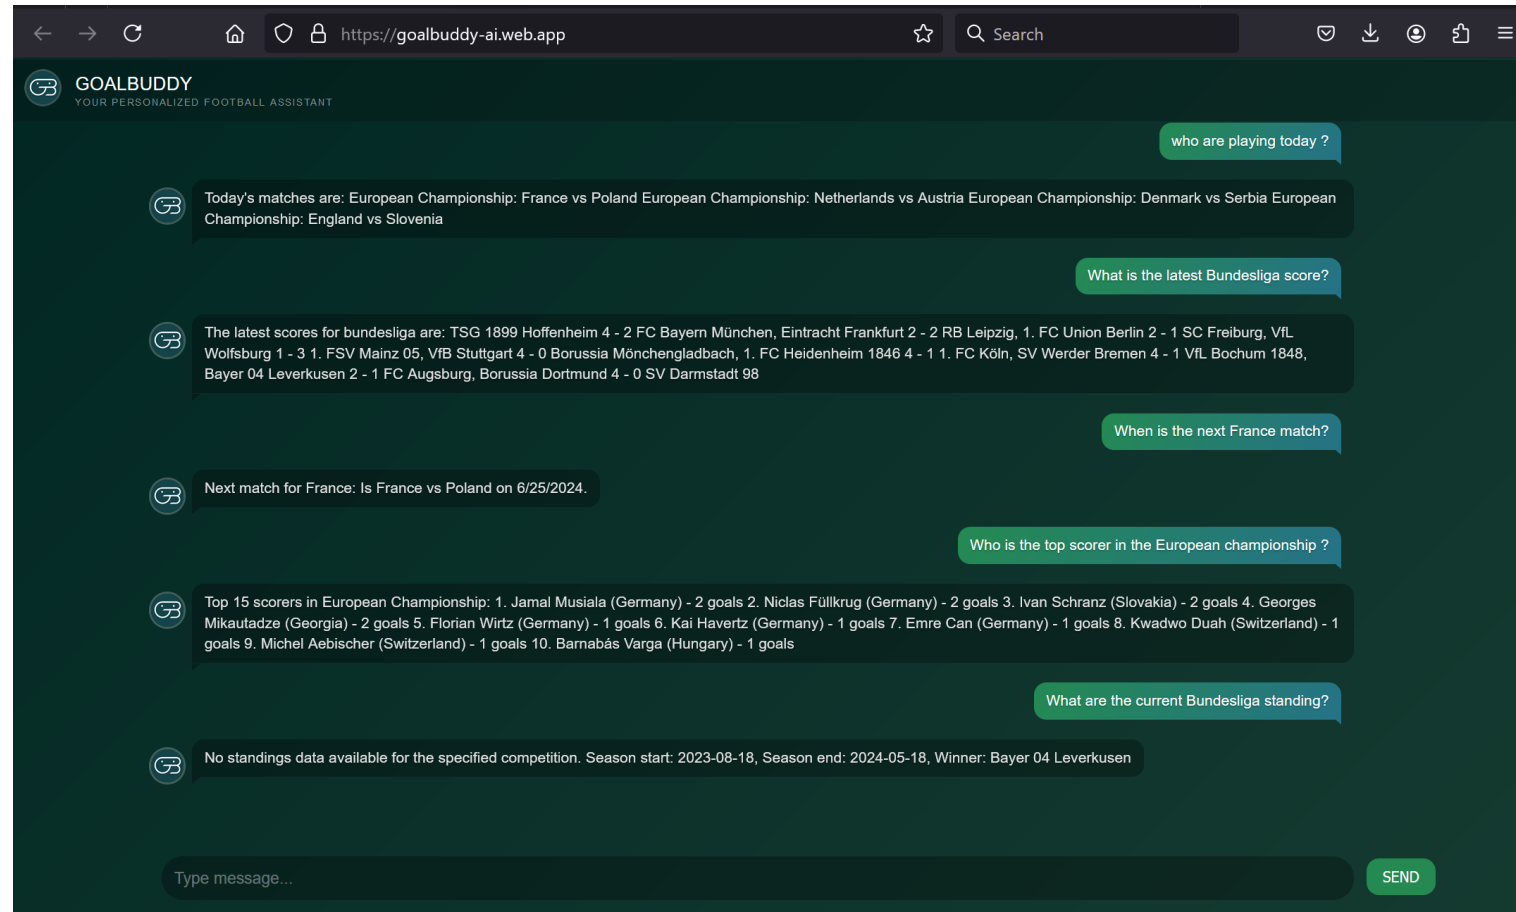 https://goalbuddy-ai.web.app
Search
GB
GOALBUDDY
YOUR PERSONALIZED FOOTBALL ASSISTANT
who are playing today ?
GB
Today's matches are: European Championship: France vs Poland European Championship: Netherlands vs Austria European Championship: Denmark vs Serbia European
Championship: England vs Slovenia
What is the latest Bundesliga score?
GB
The latest scores for bundesliga are: TSG 1899 Hoffenheim 4 - 2 FC Bayern München, Eintracht Frankfurt 2 - 2 RB Leipzig, 1. FC Union Berlin 2 - 1 SC Freiburg, VfL
Wolfsburg 1 - 3 1. FSV Mainz 05, VfB Stuttgart 4 - 0 Borussia Mönchengladbach, 1. FC Heidenheim 1846 4 - 1 1. FC Köln, SV Werder Bremen 4 - 1 VfL Bochum 1848,
Bayer 04 Leverkusen 2 - 1 FC Augsburg, Borussia Dortmund 4 - 0 SV Darmstadt 98
When is the next France match?
GB
Next match for France: Is France vs Poland on 6/25/2024.
Who is the top scorer in the European championship ?
GB
Top 15 scorers in European Championship: 1. Jamal Musiala (Germany) - 2 goals 2. Niclas Füllkrug (Germany) - 2 goals 3. Ivan Schranz (Slovakia) - 2 goals 4. Georges
Mikautadze (Georgia) - 2 goals 5. Florian Wirtz (Germany) - 1 goals 6. Kai Havertz (Germany) - 1 goals 7. Emre Can (Germany) - 1 goals 8. Kwadwo Duah (Switzerland) - 1
goals 9. Michel Aebischer (Switzerland) - 1 goals 10. Barnabás Varga (Hungary) - 1 goals
What are the current Bundesliga standing?
GB
No standings data available for the specified competition. Season start: 2023-08-18, Season end: 2024-05-18, Winner: Bayer 04 Leverkusen
Type message...
SEND